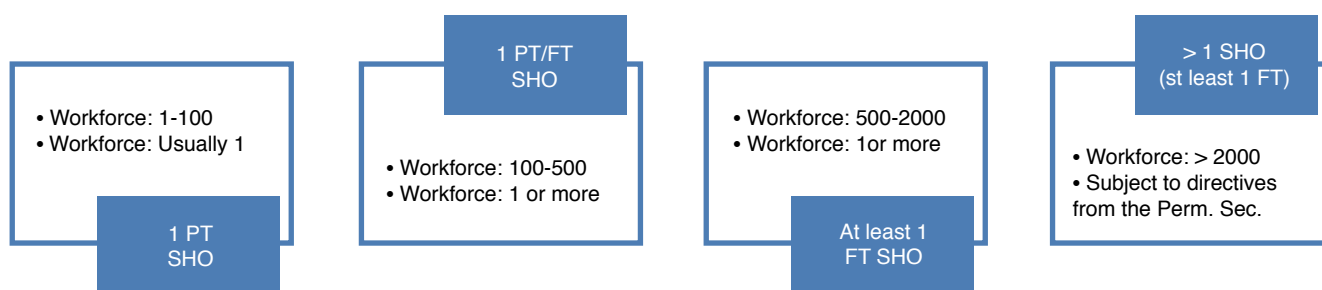 • Workforce: 1-100
• Workforce: Usually 1
1 PT
SHO
1 PT/FT
SHO
• Workforce: 100-500
• Workforce: 1 or more
• Workforce: 500-2000
• Workforce: 1or more
At least 1
FT SHO
> 1 SHO
(st least 1 FT)
• Workforce: > 2000
• Subject to directives
from the Perm. Sec.